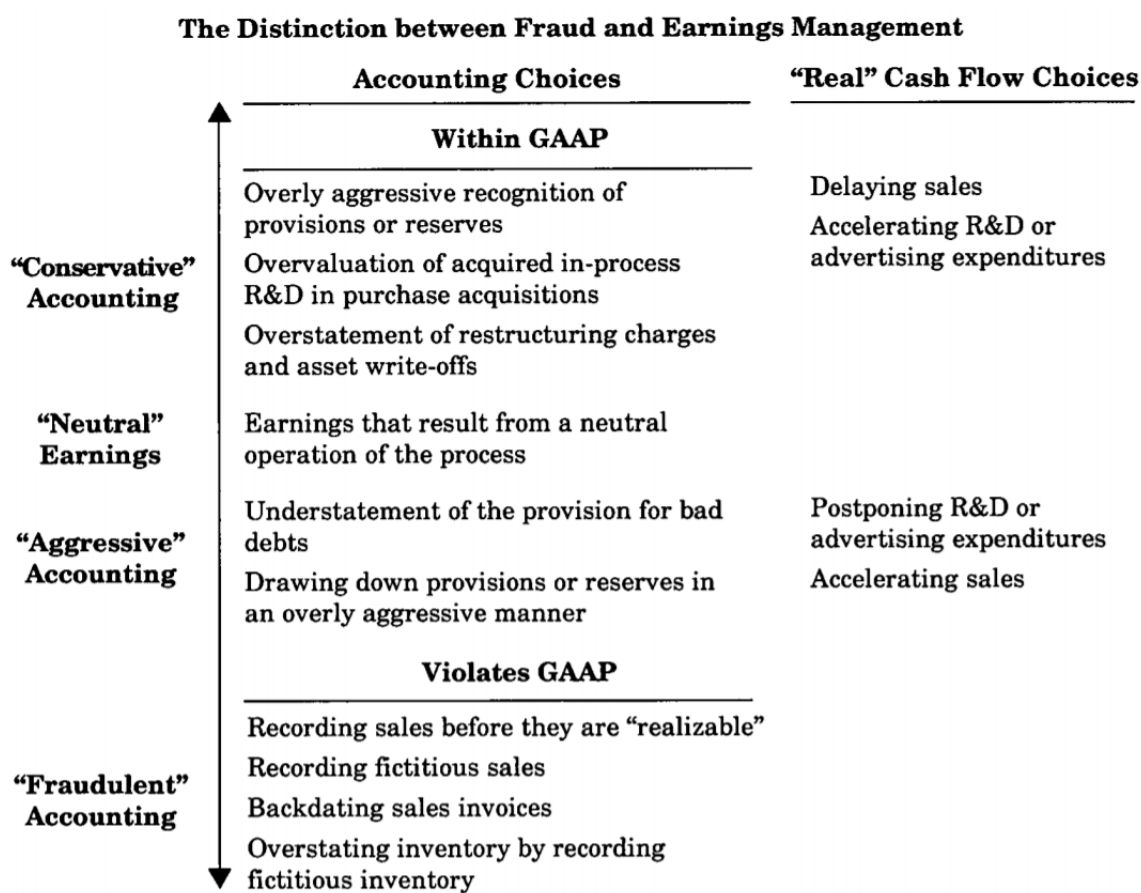 The Distinction between Fraud and Earnings Management
Accounting Choices
“Real” Cash Flow Choices
Within GAAP
“Conservative”
Accounting
Overly aggressive recognition of
provisions or reserves
Overvaluation of acquired in-process
R&D in purchase acquisitions
Overstatement of restructuring charges
and asset write-offs
Delaying sales
Accelerating R&D or
advertising expenditures
“Neutral”
Earnings
Earnings that result from a neutral
operation of the process
“Aggressive”
Accounting
Understatement of the provision for bad
debts
Drawing down provisions or reserves in
an overly aggressive manner
Postponing R&D or
advertising expenditures
Accelerating sales
Violates GAAP
“Fraudulent”
Accounting
Recording sales before they are “realizable”
Recording fictitious sales
Backdating sales invoices
Overstating inventory by recording
fictitious inventory